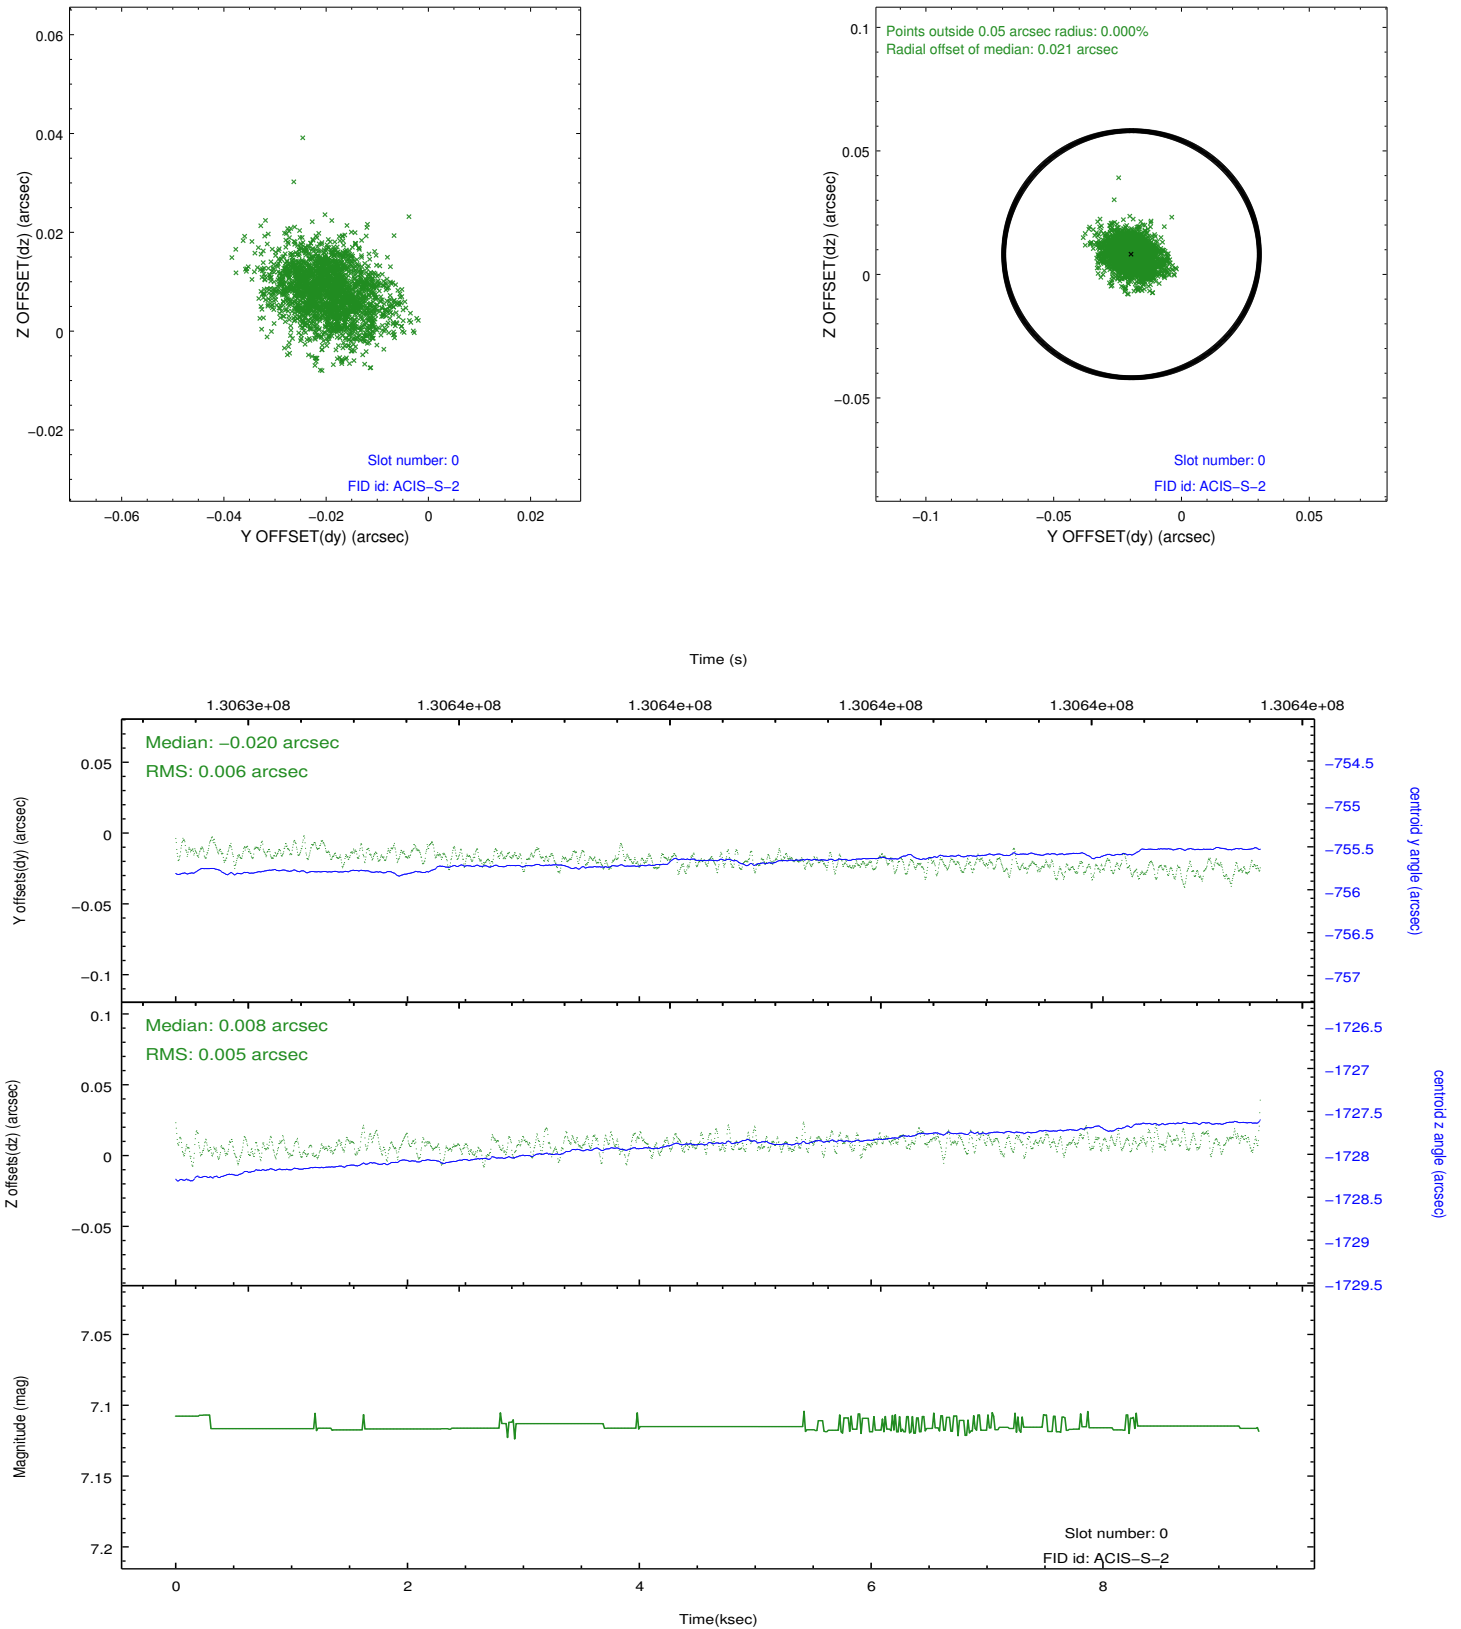 0.06
0.04
0.02
0
−0.02
Z OFFSET(dz) (arcsec)
Slot number: 0
FID id: ACIS−S−2
−0.06
−0.04
−0.02
0
0.02
Y OFFSET(dy) (arcsec)
Points outside 0.05 arcsec radius: 0.000%
Radial offset of median: 0.021 arcsec
0.1
0.05
0
−0.05
Z OFFSET(dz) (arcsec)
Slot number: 0
FID id: ACIS−S−2
−0.1
−0.05
0
0.05
Y OFFSET(dy) (arcsec)
Time (s)
1.3063e+08
1.3064e+08
1.3064e+08
1.3064e+08
1.3064e+08
1.3064e+08
Median: −0.020 arcsec
RMS: 0.006 arcsec
0.05
0
−0.05
−0.1
Y offsets(dy) (arcsec)
−754.5
−755
−755.5
−756
−756.5
−757
centroid y angle (arcsec)
Median: 0.008 arcsec
RMS: 0.005 arcsec
0.1
0.05
0
−0.05
Z offsets(dz) (arcsec)
−1726.5
−1727
−1727.5
−1728
−1728.5
−1729
−1729.5
centroid z angle (arcsec)
7.05
7.1
7.15
7.2
Magnitude (mag)
Slot number: 0
FID id: ACIS−S−2
0
2
4
6
8
Time(ksec)